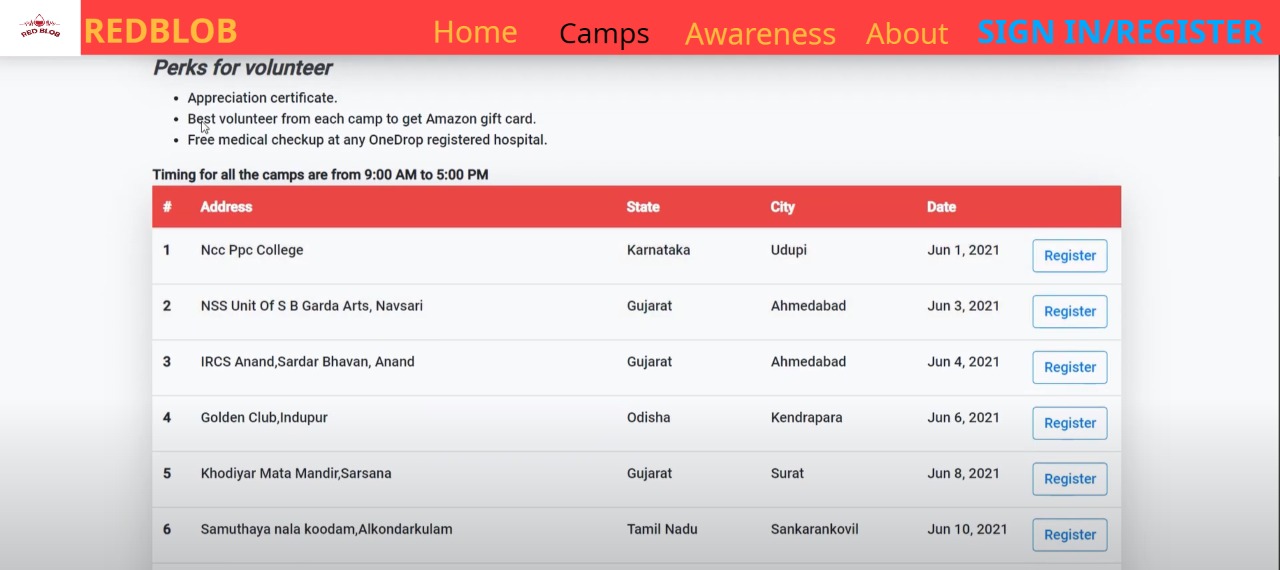 RED BLOB
REDBLOB Home Camps Awareness About SIGN IN/REGISTER
Perks for volunteer
• Appreciation certificate.
• Best volunteer from each camp to get Amazon gift card.
• Free medical checkup at any OneDrop registered hospital.
Timing for all the camps are from 9:00 AM to 5:00 PM
# Address State City Date
1 Ncc Ppc College Karnataka Udupi Jun 1, 2021 Register
2 NSS Unit Of S B Garda Arts, Navsari Gujarat Ahmedabad Jun 3, 2021 Register
3 IRCS Anand,Sardar Bhavan, Anand Gujarat Ahmedabad Jun 4, 2021 Register
4 Golden Club,Indupur Odisha Kendrapara Jun 6, 2021 Register
5 Khodiyar Mata Mandir,Sarsana Gujarat Surat Jun 8, 2021 Register
6 Samuthaya nala koodam,Alkondarkulam Tamil Nadu Sankarankovil Jun 10, 2021 Register